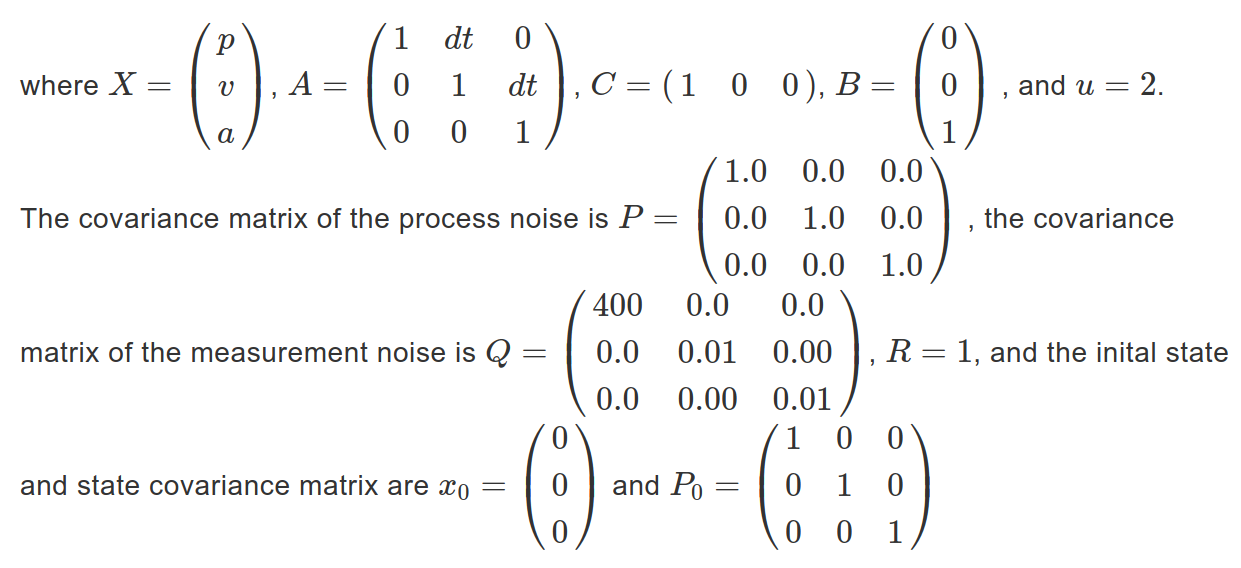 where $X = \begin{pmatrix} p \\ v \\ a \end{pmatrix}$, $A = \begin{pmatrix} 1 & dt & 0 \\ 0 & 1 & dt \\ 0 & 0 & 1 \end{pmatrix}$, $C = (1 \quad 0 \quad 0)$, $B = \begin{pmatrix} 0 \\ 0 \\ 1 \end{pmatrix}$, and $u = 2$.
The covariance matrix of the process noise is $P = \begin{pmatrix} 1.0 & 0.0 & 0.0 \\ 0.0 & 1.0 & 0.0 \\ 0.0 & 0.0 & 1.0 \end{pmatrix}$, the covariance
matrix of the measurement noise is $Q = \begin{pmatrix} 400 & 0.0 & 0.0 \\ 0.0 & 0.01 & 0.00 \\ 0.0 & 0.00 & 0.01 \end{pmatrix}$, $R = 1$, and the inital state
and state covariance matrix are $x_0 = \begin{pmatrix} 0 \\ 0 \\ 0 \end{pmatrix}$ and $P_0 = \begin{pmatrix} 1 & 0 & 0 \\ 0 & 1 & 0 \\ 0 & 0 & 1 \end{pmatrix}$